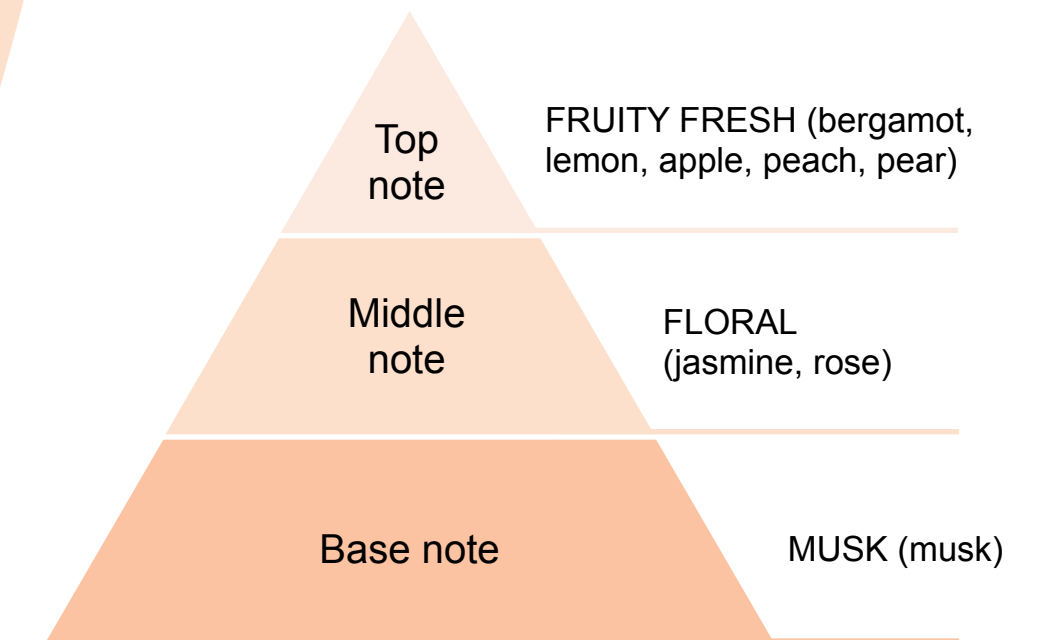 Top
note
FRUITY FRESH (bergamot,
lemon, apple, peach, pear)
Middle
note
FLORAL
(jasmine, rose)
Base note
MUSK (musk)